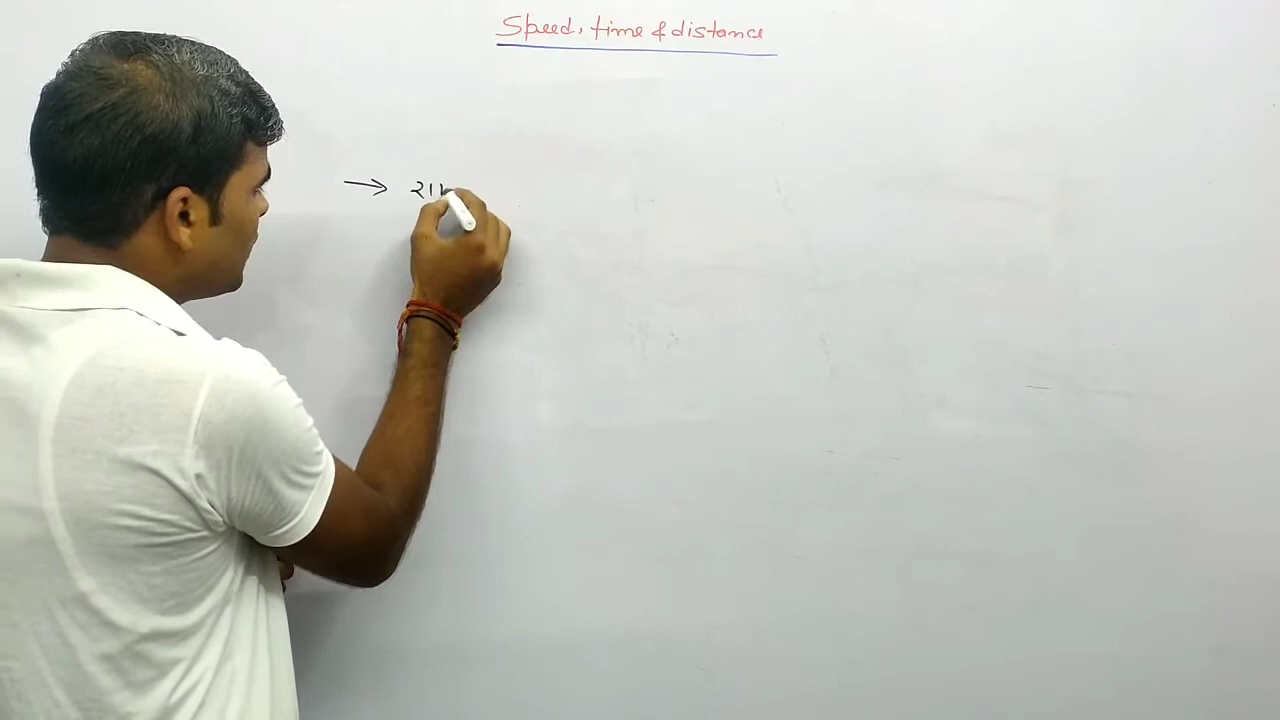 Speed, time & distance
→